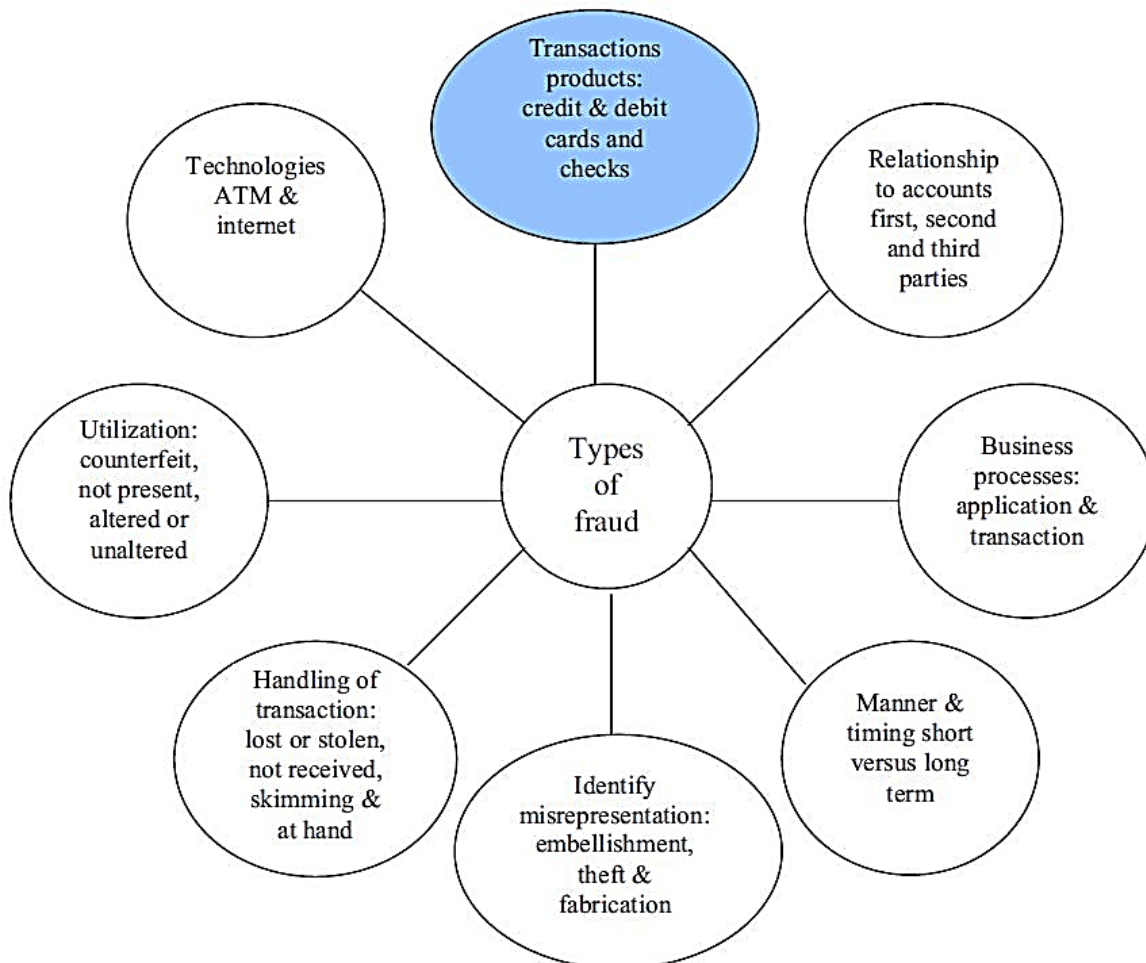 Transactions
products:
credit & debit
cards and
checks
Relationship
to accounts
first, second
and third
parties
Business
processes:
application &
transaction
Manner &
timing short
versus long
term
Identify
misrepresentation:
embellishment,
theft &
fabrication
Handling of
transaction:
lost or stolen,
not received,
skimming &
at hand
Utilization:
counterfeit,
not present,
altered or
unaltered
Technologies
ATM &
internet
Types
of
fraud